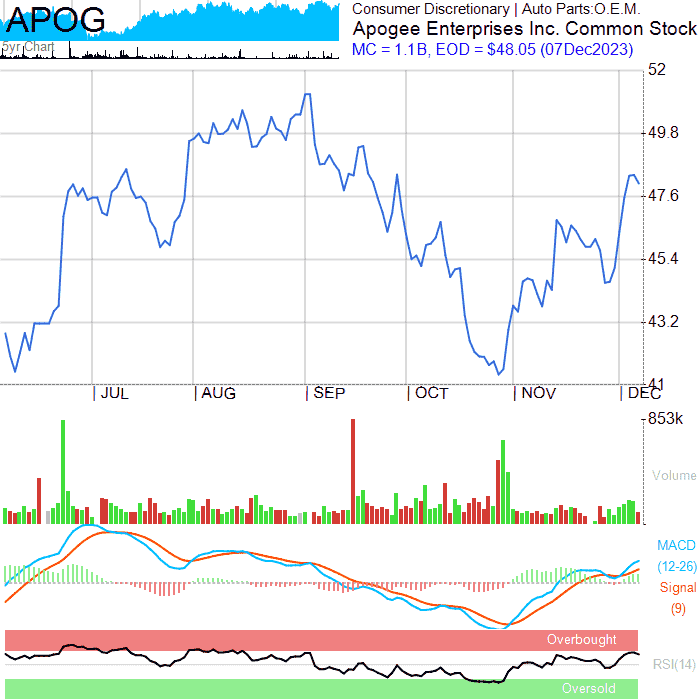 APOG
5yr Chart
Consumer Discretionary | Auto Parts:O.E.M.
Apogee Enterprises Inc. Common Stock
MC = 1.1B, EOD = $48.05 (07Dec2023)
52
49.8
47.6
45.4
43.2
41
JUL
AUG
SEP
OCT
NOV
DEC
853k
Volume
MACD
(12-26)
Signal
(9)
Overbought
RSI(14)
Oversold